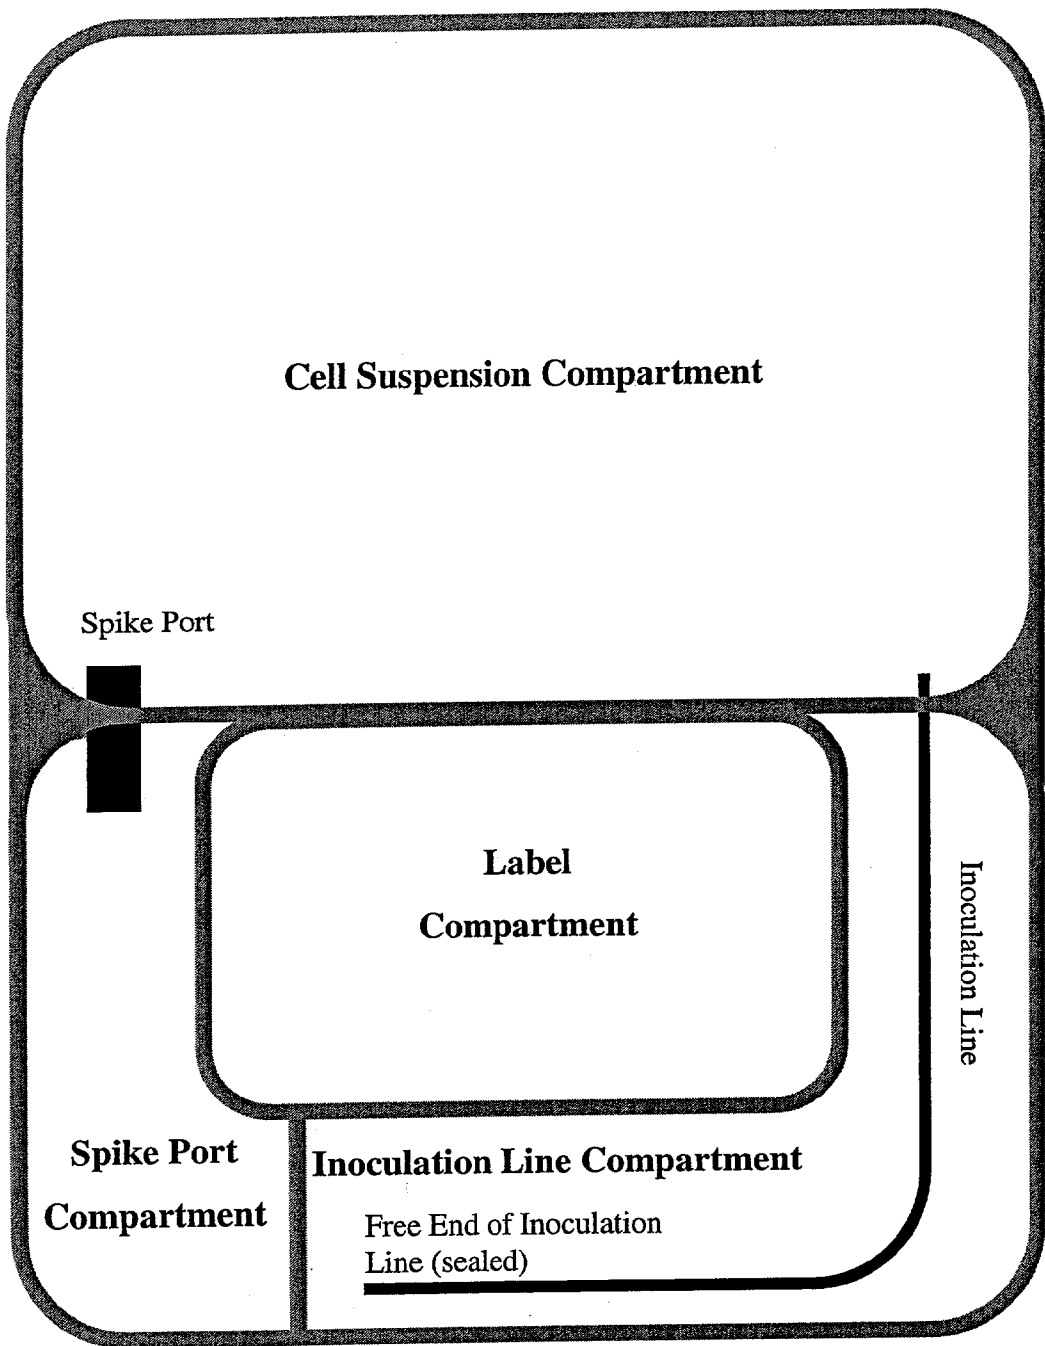 Cell Suspension Compartment
Spike Port
Label
Compartment
Inoculation Line
Spike Port
Compartment
Inoculation Line Compartment
Free End of Inoculation
Line (sealed)